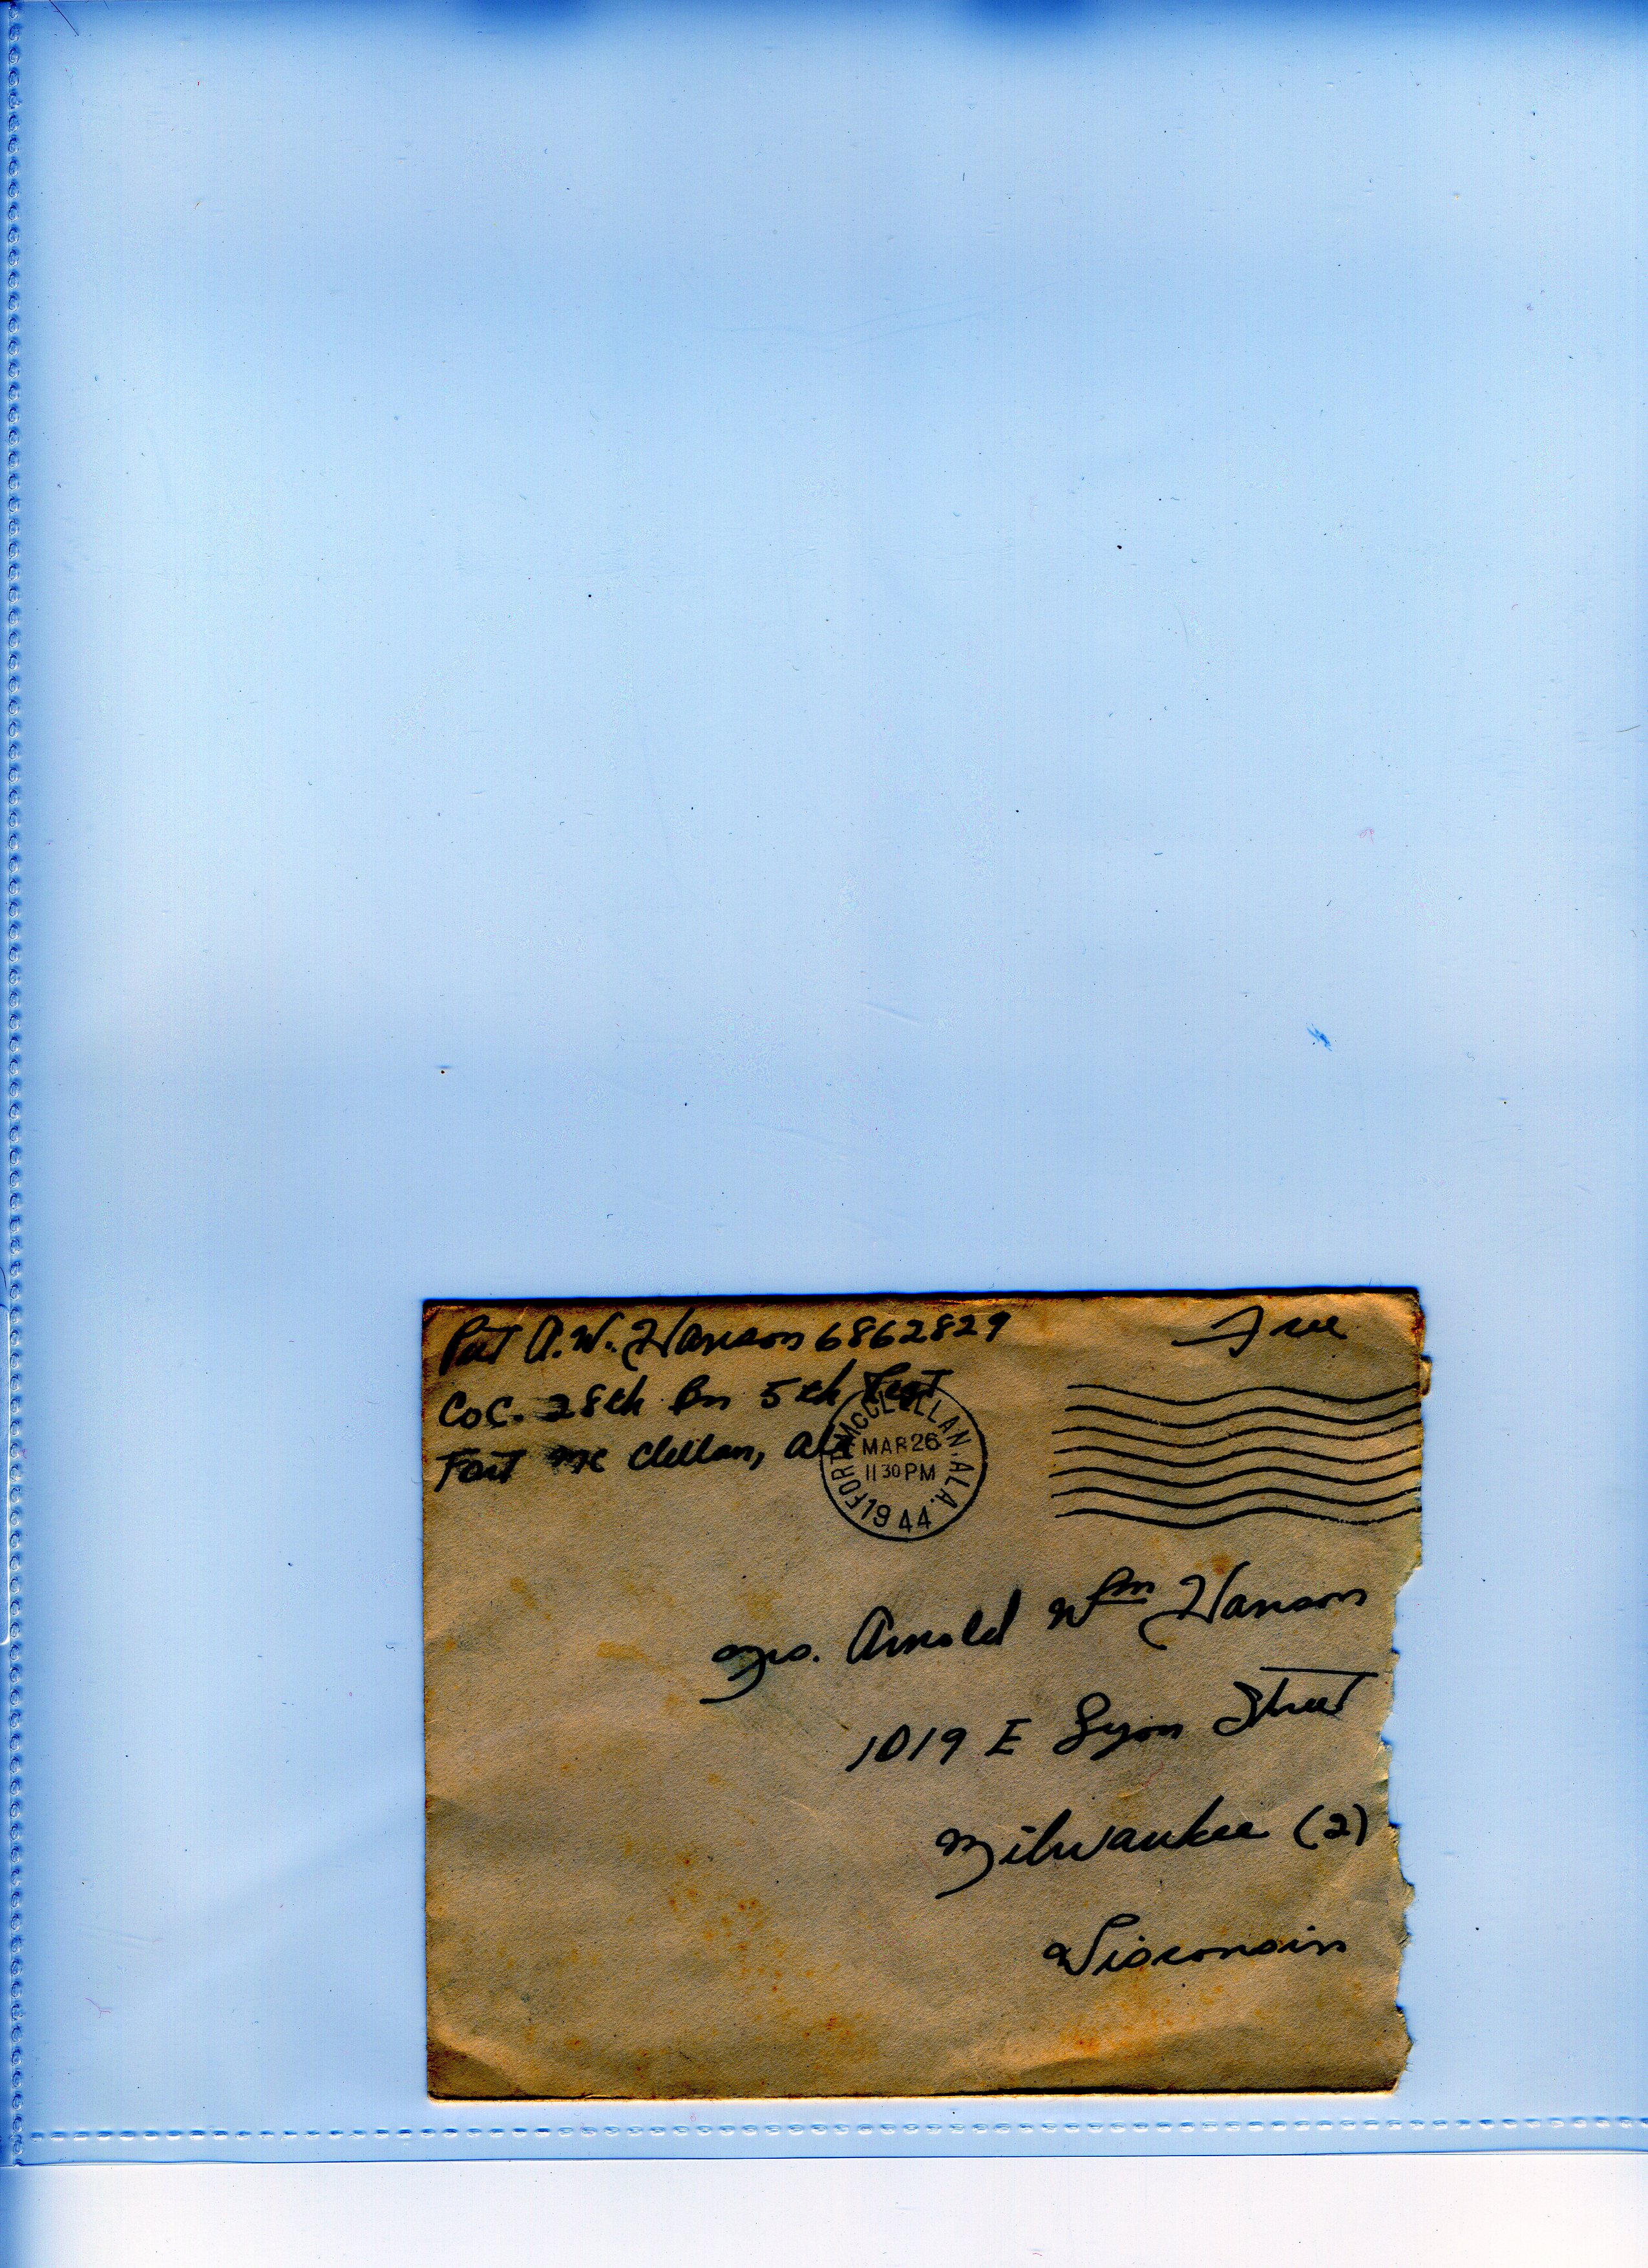 Pvt A.W. Hanson 6862829
Free
Co C. 28th Bn 5th Regt
Fort Mc Clellan, Ala
FORT MCCLELLAN, ALA.
MAR 26
11 30 PM
1944
Mrs. Arnold Wm Hanson
1019 E Lyon Street
Milwaukee (2)
Wisconsin